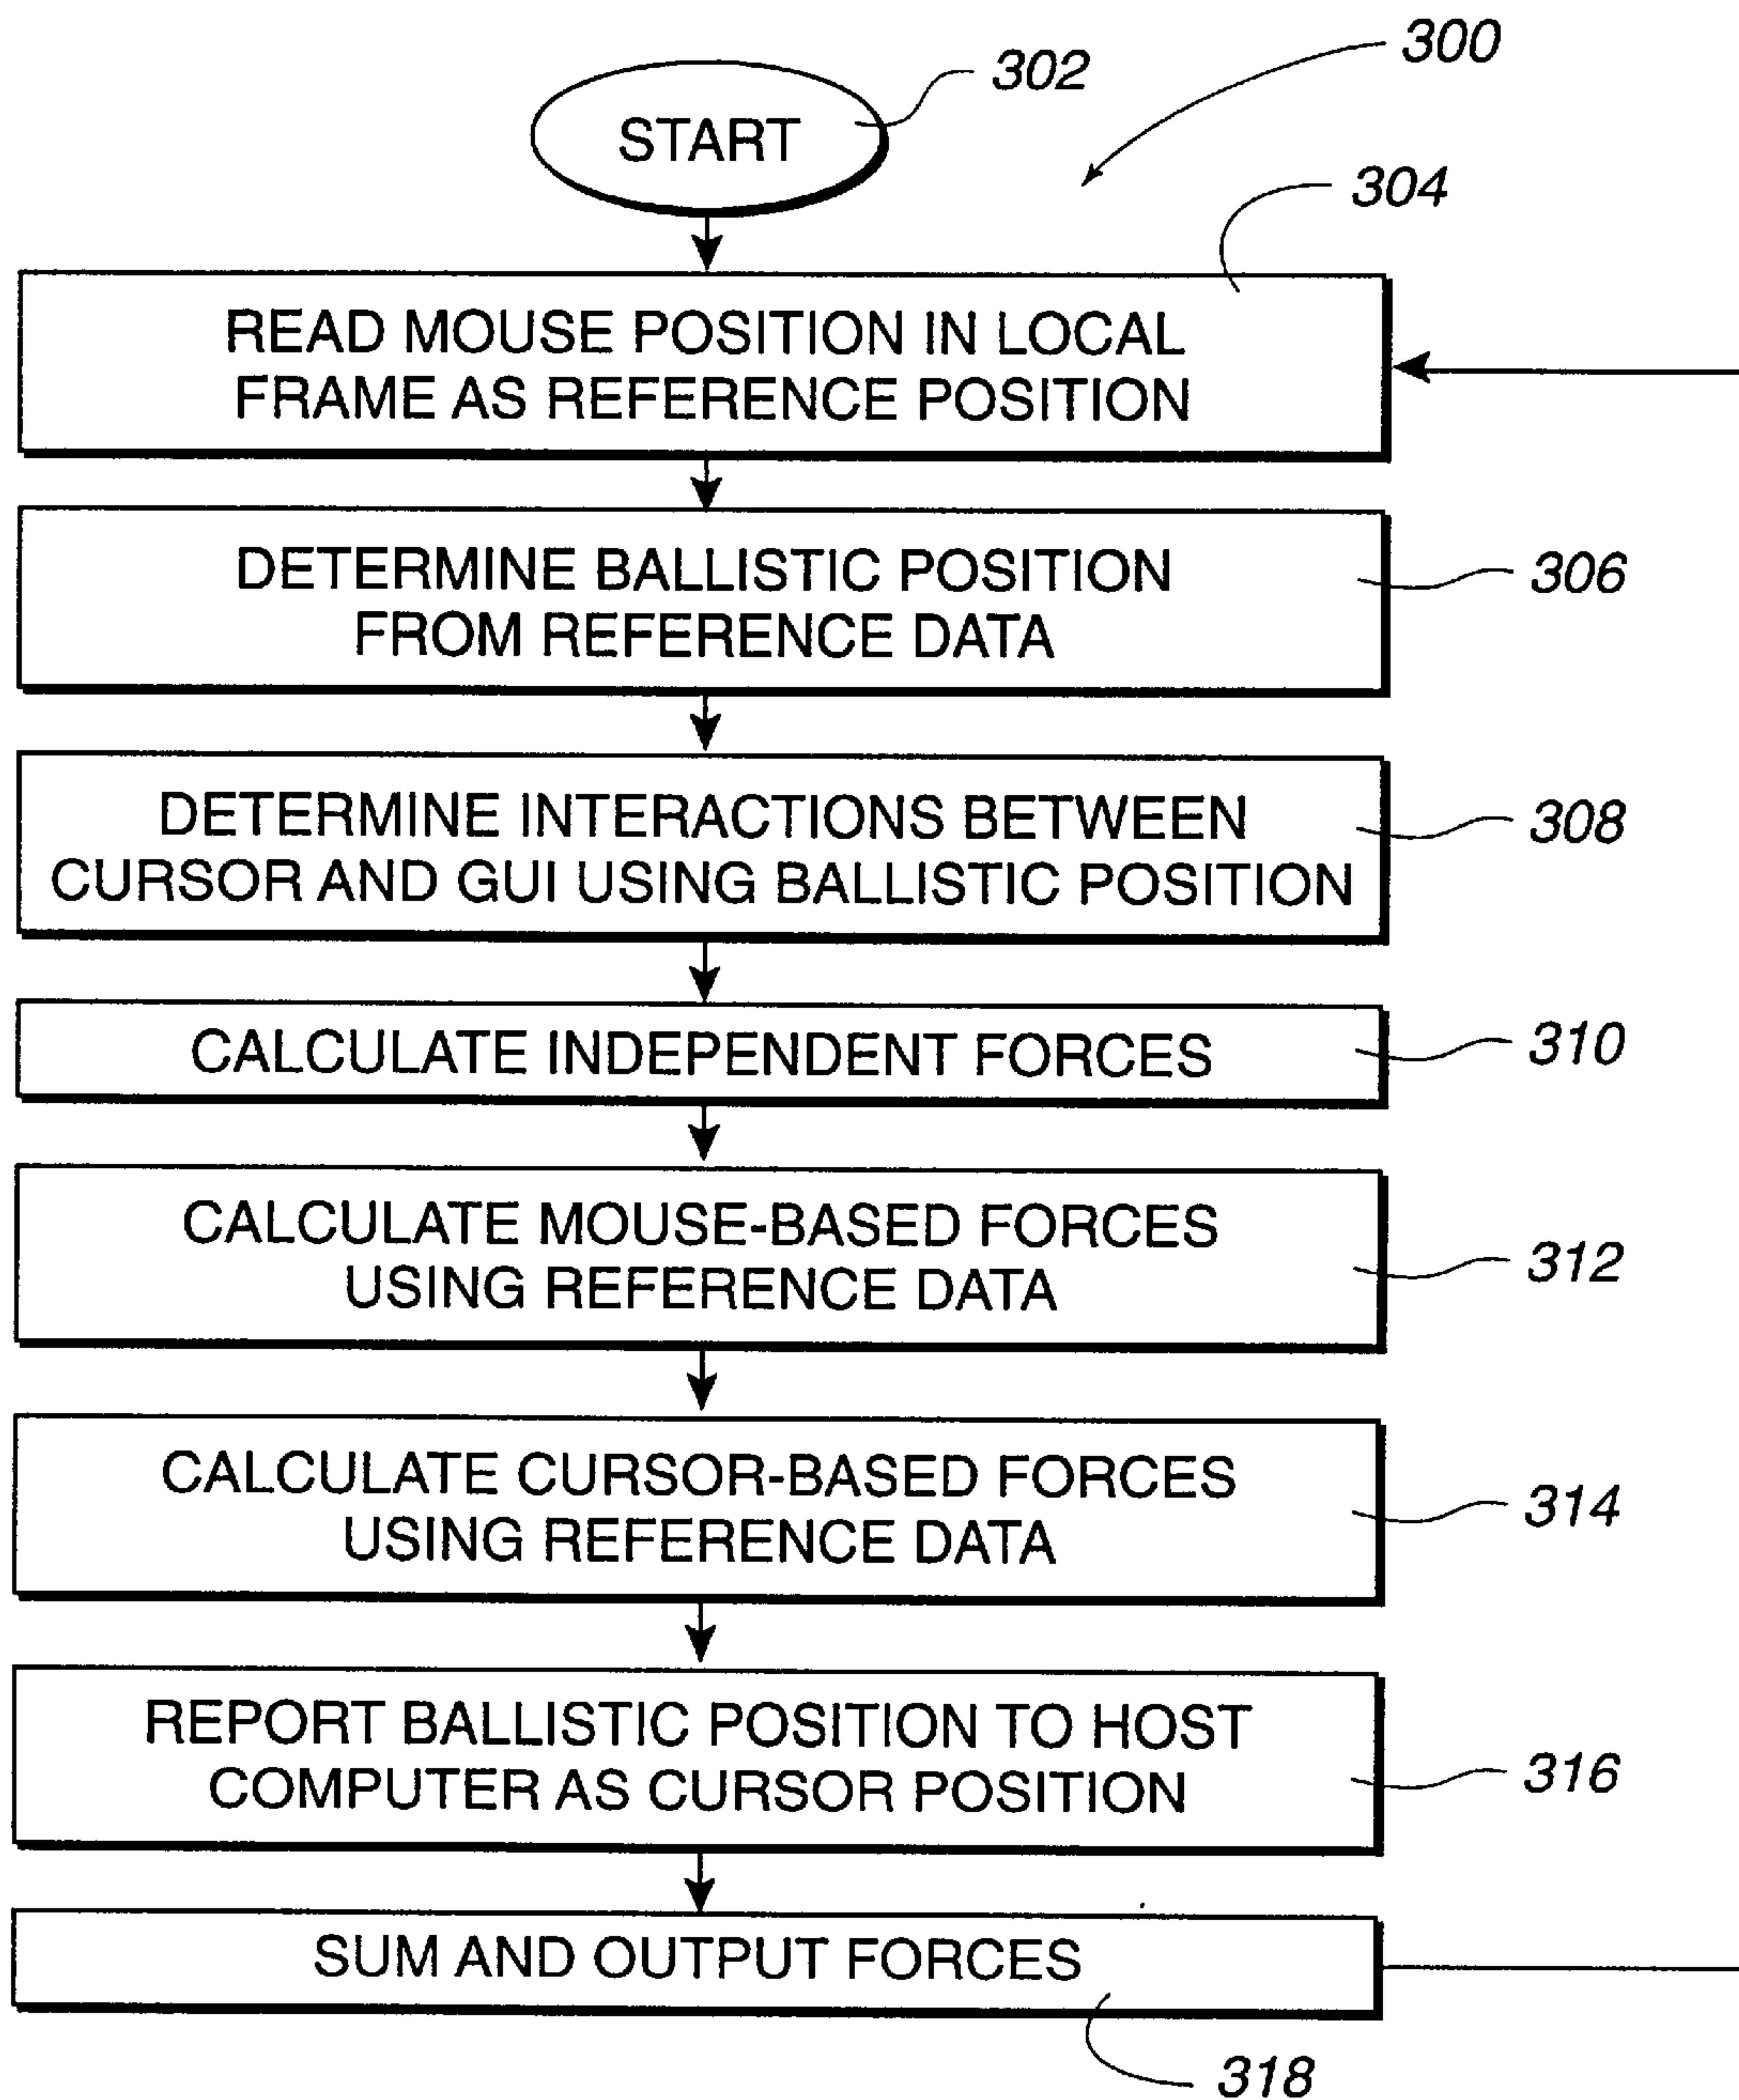 300
302
START
304
READ MOUSE POSITION IN LOCAL
FRAME AS REFERENCE POSITION
DETERMINE BALLISTIC POSITION
FROM REFERENCE DATA
306
DETERMINE INTERACTIONS BETWEEN
CURSOR AND GUI USING BALLISTIC POSITION
308
CALCULATE INDEPENDENT FORCES
310
CALCULATE MOUSE-BASED FORCES
USING REFERENCE DATA
312
CALCULATE CURSOR-BASED FORCES
USING REFERENCE DATA
314
REPORT BALLISTIC POSITION TO HOST
COMPUTER AS CURSOR POSITION
316
SUM AND OUTPUT FORCES
318